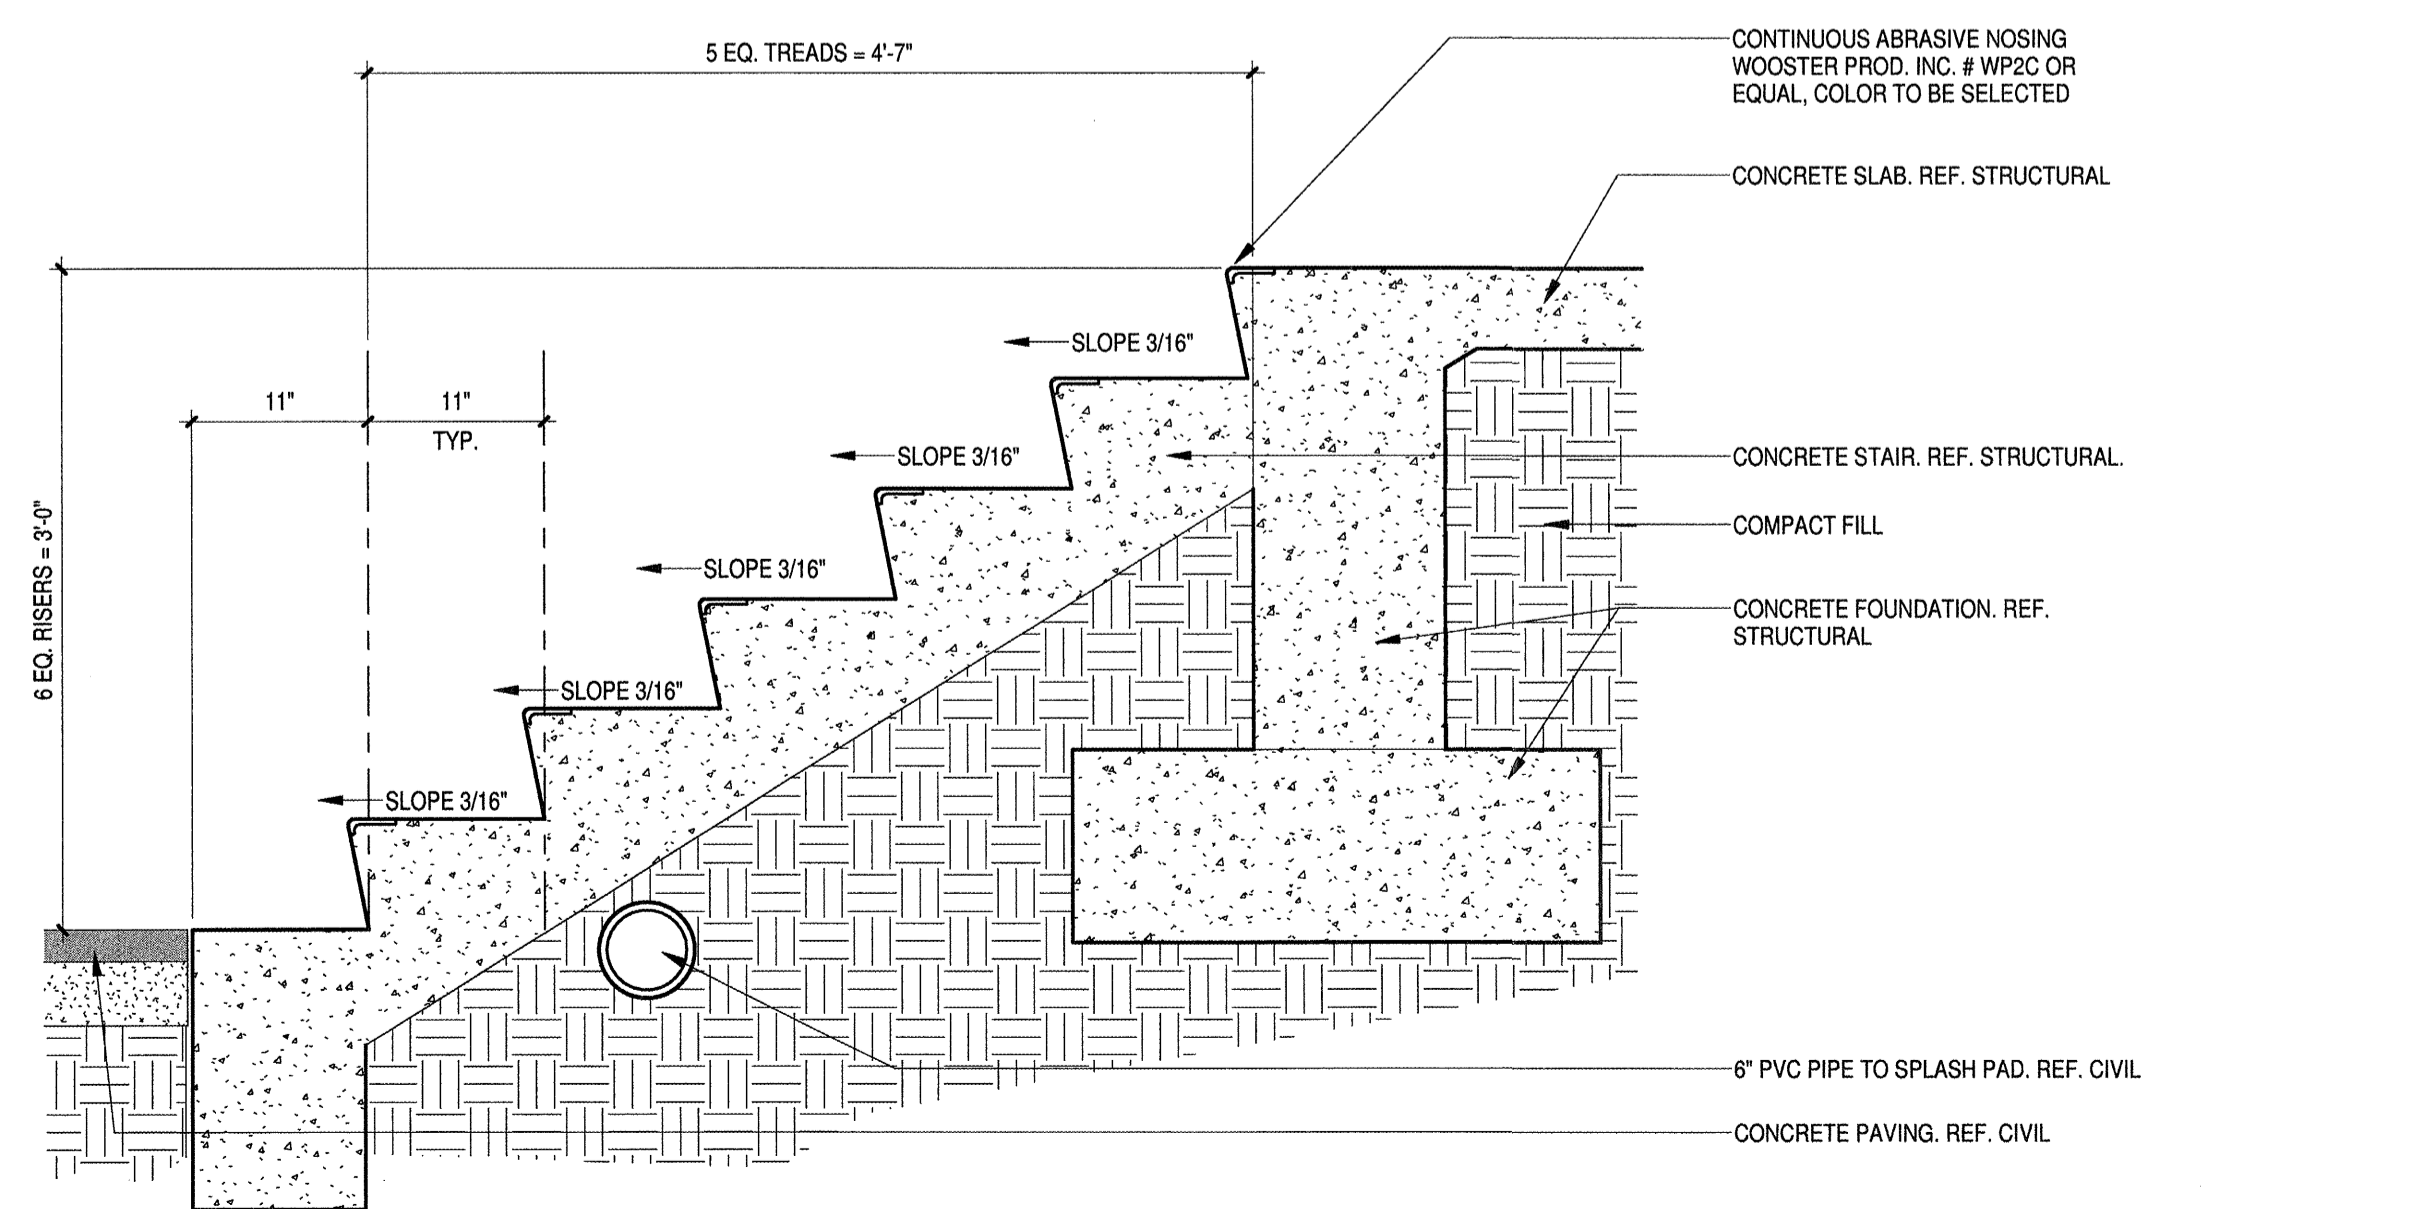 5 EQ. TREADS = 4'-7"
CONTINUOUS ABRASIVE NOSING
WOOSTER PROD. INC. # WP2C OR
EQUAL, COLOR TO BE SELECTED
CONCRETE SLAB. REF. STRUCTURAL
SLOPE 3/16"
11"
11"
TYP.
SLOPE 3/16"
CONCRETE STAIR. REF. STRUCTURAL.
COMPACT FILL
6 EQ. RISERS = 3'-0"
SLOPE 3/16"
CONCRETE FOUNDATION. REF.
STRUCTURAL
SLOPE 3/16"
SLOPE 3/16"
6" PVC PIPE TO SPLASH PAD. REF. CIVIL
CONCRETE PAVING. REF. CIVIL